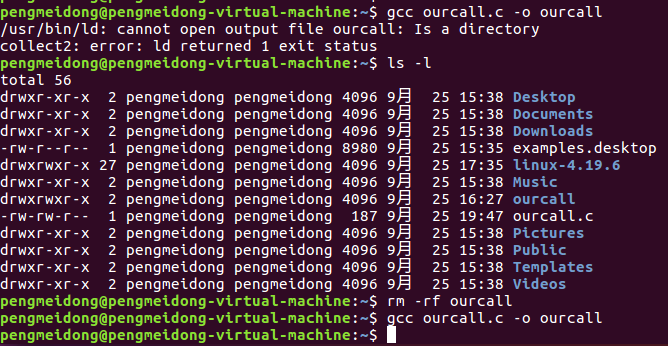 pengmeidong@pengmeidong-virtual-machine:~$ gcc ourcall.c -o ourcall
/usr/bin/ld: cannot open output file ourcall: Is a directory
collect2: error: ld returned 1 exit status
pengmeidong@pengmeidong-virtual-machine:~$ ls -l
total 56
drwxr-xr-x  2 pengmeidong pengmeidong 4096 9月  25 15:38 Desktop
drwxr-xr-x  2 pengmeidong pengmeidong 4096 9月  25 15:38 Documents
drwxr-xr-x  2 pengmeidong pengmeidong 4096 9月  25 15:38 Downloads
-rw-r--r--  1 pengmeidong pengmeidong 8980 9月  25 15:35 examples.desktop
drwxrwxr-x 27 pengmeidong pengmeidong 4096 9月  25 17:35 linux-4.19.6
drwxr-xr-x  2 pengmeidong pengmeidong 4096 9月  25 15:38 Music
drwxr-xr-x  2 pengmeidong pengmeidong 4096 9月  25 16:27 ourcall
-rw-rw-r--  1 pengmeidong pengmeidong  187 9月  25 19:47 ourcall.c
drwxr-xr-x  2 pengmeidong pengmeidong 4096 9月  25 15:38 Pictures
drwxr-xr-x  2 pengmeidong pengmeidong 4096 9月  25 15:38 Public
drwxr-xr-x  2 pengmeidong pengmeidong 4096 9月  25 15:38 Templates
drwxr-xr-x  2 pengmeidong pengmeidong 4096 9月  25 15:38 Videos
pengmeidong@pengmeidong-virtual-machine:~$ rm -rf ourcall
pengmeidong@pengmeidong-virtual-machine:~$ gcc ourcall.c -o ourcall
pengmeidong@pengmeidong-virtual-machine:~$